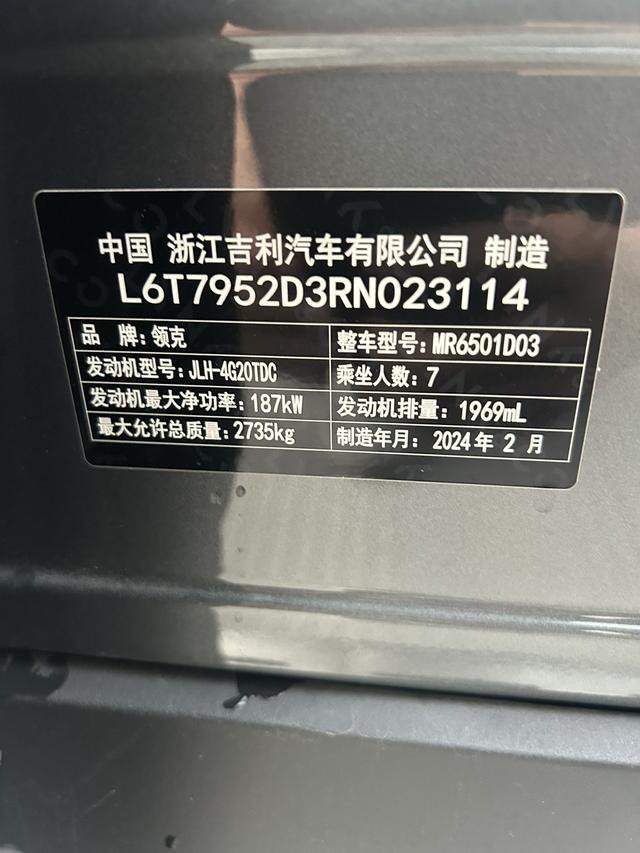 中国 浙江吉利汽车有限公司 制造
L6T7952D3RN023114
品 牌:领克 整车型号:MR6501D03
发动机型号:JLH-4G20TDC 乘坐人数:7
发动机最大净功率:187kW 发动机排量:1969mL
最大允许总质量:2735kg 制造年月:2024年 2 月